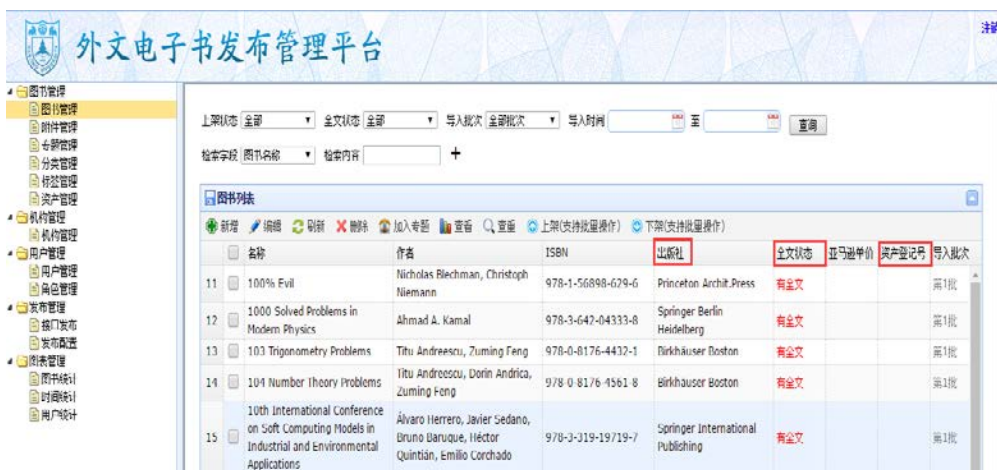 外文电子书发布管理平台
图书管理
图书管理
附件管理
专题管理
分类管理
标签管理
资产管理
机构管理
机构管理
用户管理
用户管理
角色管理
发布管理
接口发布
发布配置
图表管理
图书统计
时间统计
用户统计
上架状态 全部 全文状态 全部 导入批次 全部批次 导入时间 至 查询
检索字段 图书名称 检索内容 +
图书列表
新增 编辑 刷新 删除 加入专题 查看 查重 上架(支持批量操作) 下架(支持批量操作)
名称 作者 ISBN 出版社 全文状态 亚马逊单价 资产登记号 导入批次
11 100% Evil Nicholas Blechman, Christoph Niemann 978-1-56898-629-6 Princeton Archit.Press 有全文 第1批
12 1000 Solved Problems in Modern Physics Ahmad A. Kamal 978-3-642-04333-8 Springer Berlin Heidelberg 有全文 第1批
13 103 Trigonometry Problems Titu Andreescu, Zuming Feng 978-0-8176-4432-1 Birkhäuser Boston 有全文 第1批
14 104 Number Theory Problems Titu Andreescu, Dorin Andrica, Zuming Feng 978-0-8176-4561-8 Birkhäuser Boston 有全文 第1批
15 10th International Conference on Soft Computing Models in Industrial and Environmental Applications Álvaro Herrero, Javier Sedano, Bruno Baruque, Héctor Quintián, Emilio Corchado 978-3-319-19719-7 Springer International Publishing 有全文 第1批